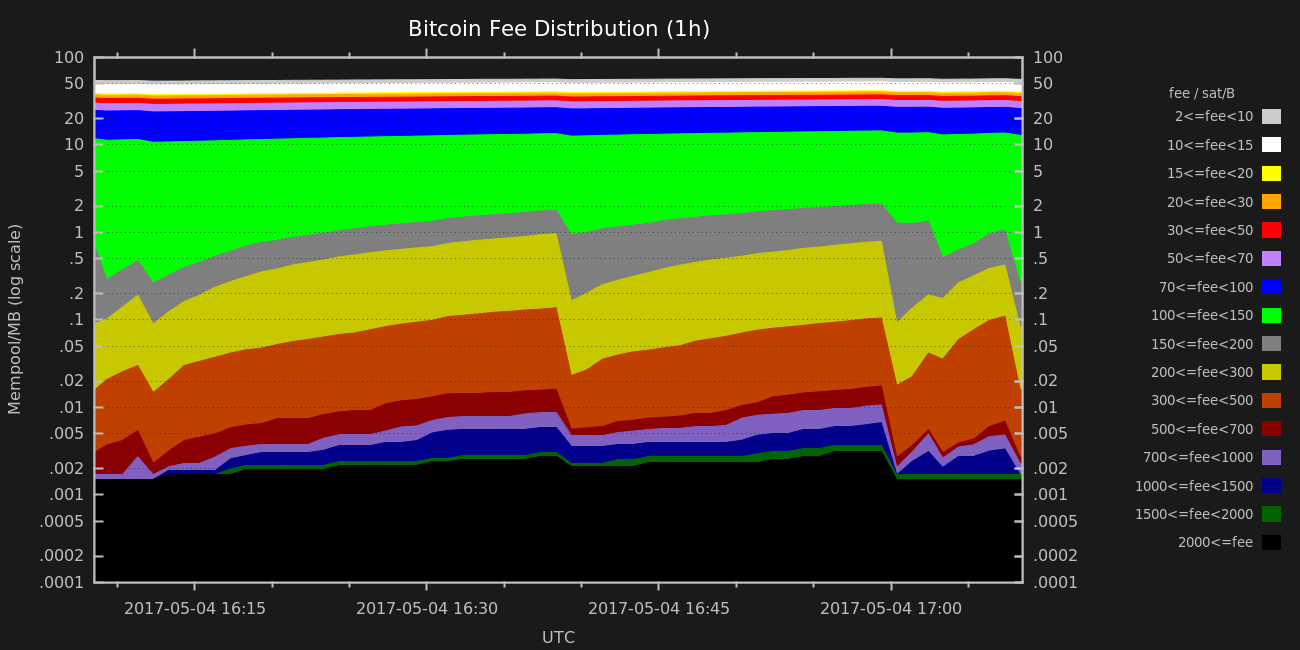 Bitcoin Fee Distribution (1h)
100 100
50 50
20 20
10 10
5 5
2 2
1 1
.5 .5
.2 .2
.1 .1
.05 .05
.02 .02
.01 .01
.005 .005
.002 .002
.001 .001
.0005 .0005
.0002 .0002
.0001 .0001
Mempool/MB (log scale)
2017-05-04 16:15 2017-05-04 16:30 2017-05-04 16:45 2017-05-04 17:00
UTC
fee / sat/B
2<=fee<10
10<=fee<15
15<=fee<20
20<=fee<30
30<=fee<50
50<=fee<70
70<=fee<100
100<=fee<150
150<=fee<200
200<=fee<300
300<=fee<500
500<=fee<700
700<=fee<1000
1000<=fee<1500
1500<=fee<2000
2000<=fee